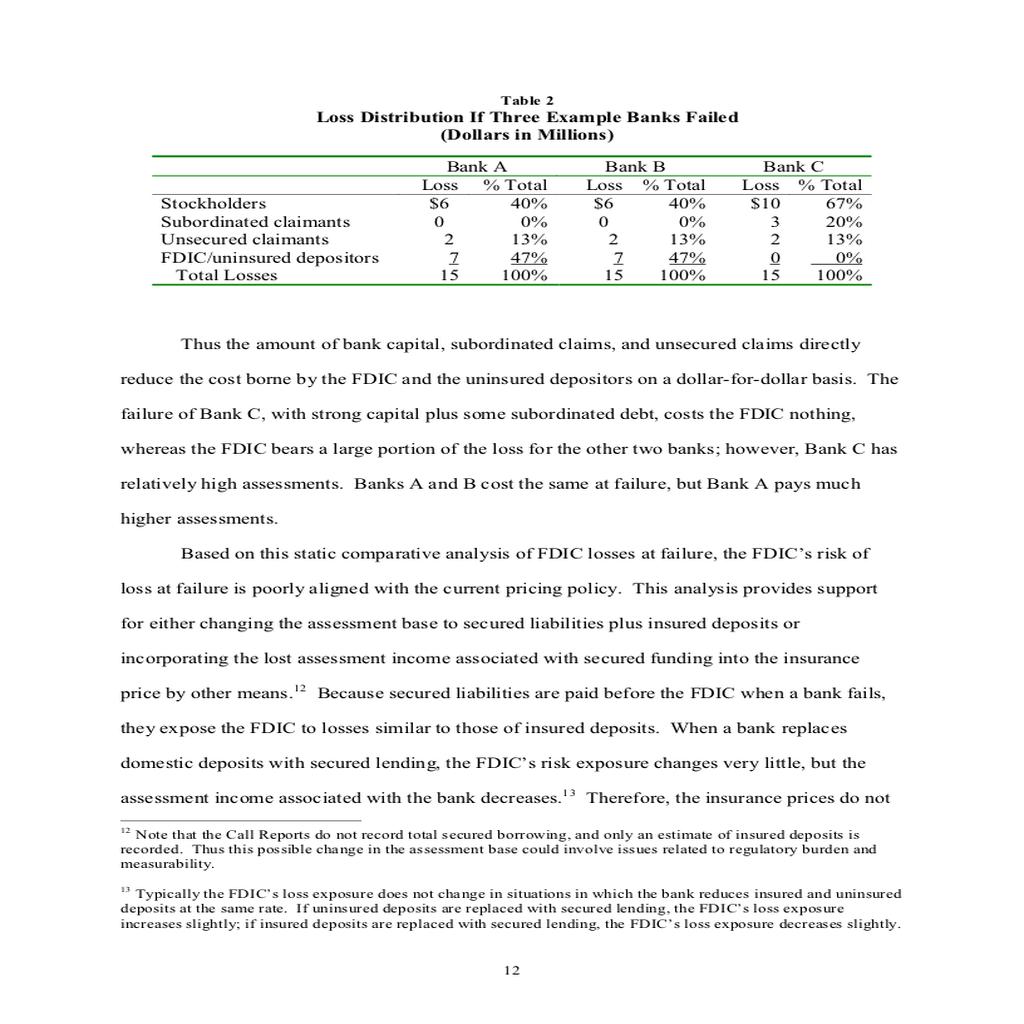 Table 2
Loss Distribution If Three Example Banks Failed
(Dollars in Millions)
Bank A Bank B Bank C
Loss % Total Loss % Total Loss % Total
Stockholders $6 40% $6 40% $10 67%
Subordinated claimants 0 0% 0 0% 3 20%
Unsecured claimants 2 13% 2 13% 2 13%
FDIC/uninsured depositors 7 47% 7 47% 0 0%
Total Losses 15 100% 15 100% 15 100%
Thus the amount of bank capital, subordinated claims, and unsecured claims directly
reduce the cost borne by the FDIC and the uninsured depositors on a dollar-for-dollar basis. The
failure of Bank C, with strong capital plus some subordinated debt, costs the FDIC nothing,
whereas the FDIC bears a large portion of the loss for the other two banks; however, Bank C has
relatively high assessments. Banks A and B cost the same at failure, but Bank A pays much
higher assessments.
Based on this static comparative analysis of FDIC losses at failure, the FDIC's risk of
loss at failure is poorly aligned with the current pricing policy. This analysis provides support
for either changing the assessment base to secured liabilities plus insured deposits or
incorporating the lost assessment income associated with secured funding into the insurance
price by other means.12 Because secured liabilities are paid before the FDIC when a bank fails,
they expose the FDIC to losses similar to those of insured deposits. When a bank replaces
domestic deposits with secured lending, the FDIC's risk exposure changes very little, but the
assessment income associated with the bank decreases.13 Therefore, the insurance prices do not
12 Note that the Call Reports do not record total secured borrowing, and only an estimate of insured deposits is
recorded. Thus this possible change in the assessment base could involve issues related to regulatory burden and
measurability.
13 Typically the FDIC's loss exposure does not change in situations in which the bank reduces insured and uninsured
deposits at the same rate. If uninsured deposits are replaced with secured lending, the FDIC's loss exposure
increases slightly; if insured deposits are replaced with secured lending, the FDIC's loss exposure decreases slightly.
12